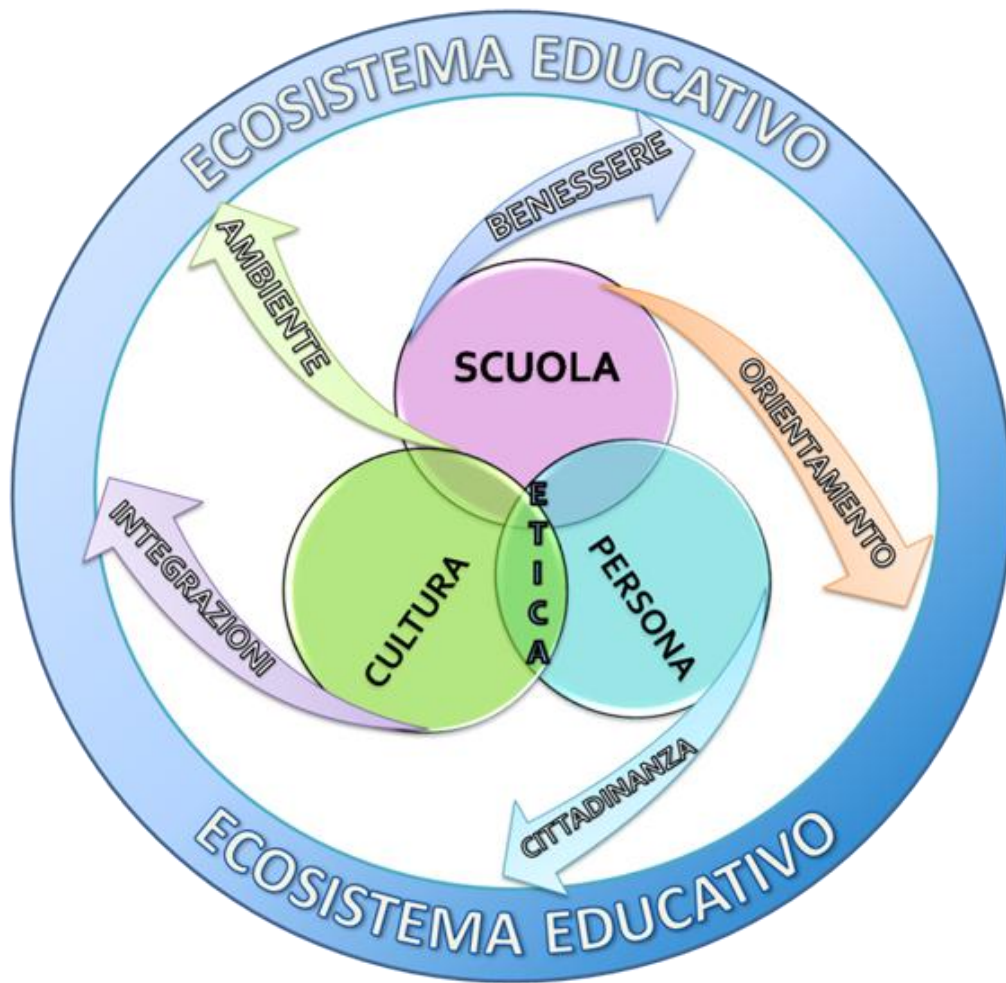 ECOSISTEMA EDUCATIVO
BENESSERE
AMBIENTE
SCUOLA
ORIENTAMENTO
ETICA
INTEGRAZIONI
CULTURA
PERSONA
CITTADINANZA
ECOSISTEMA EDUCATIVO